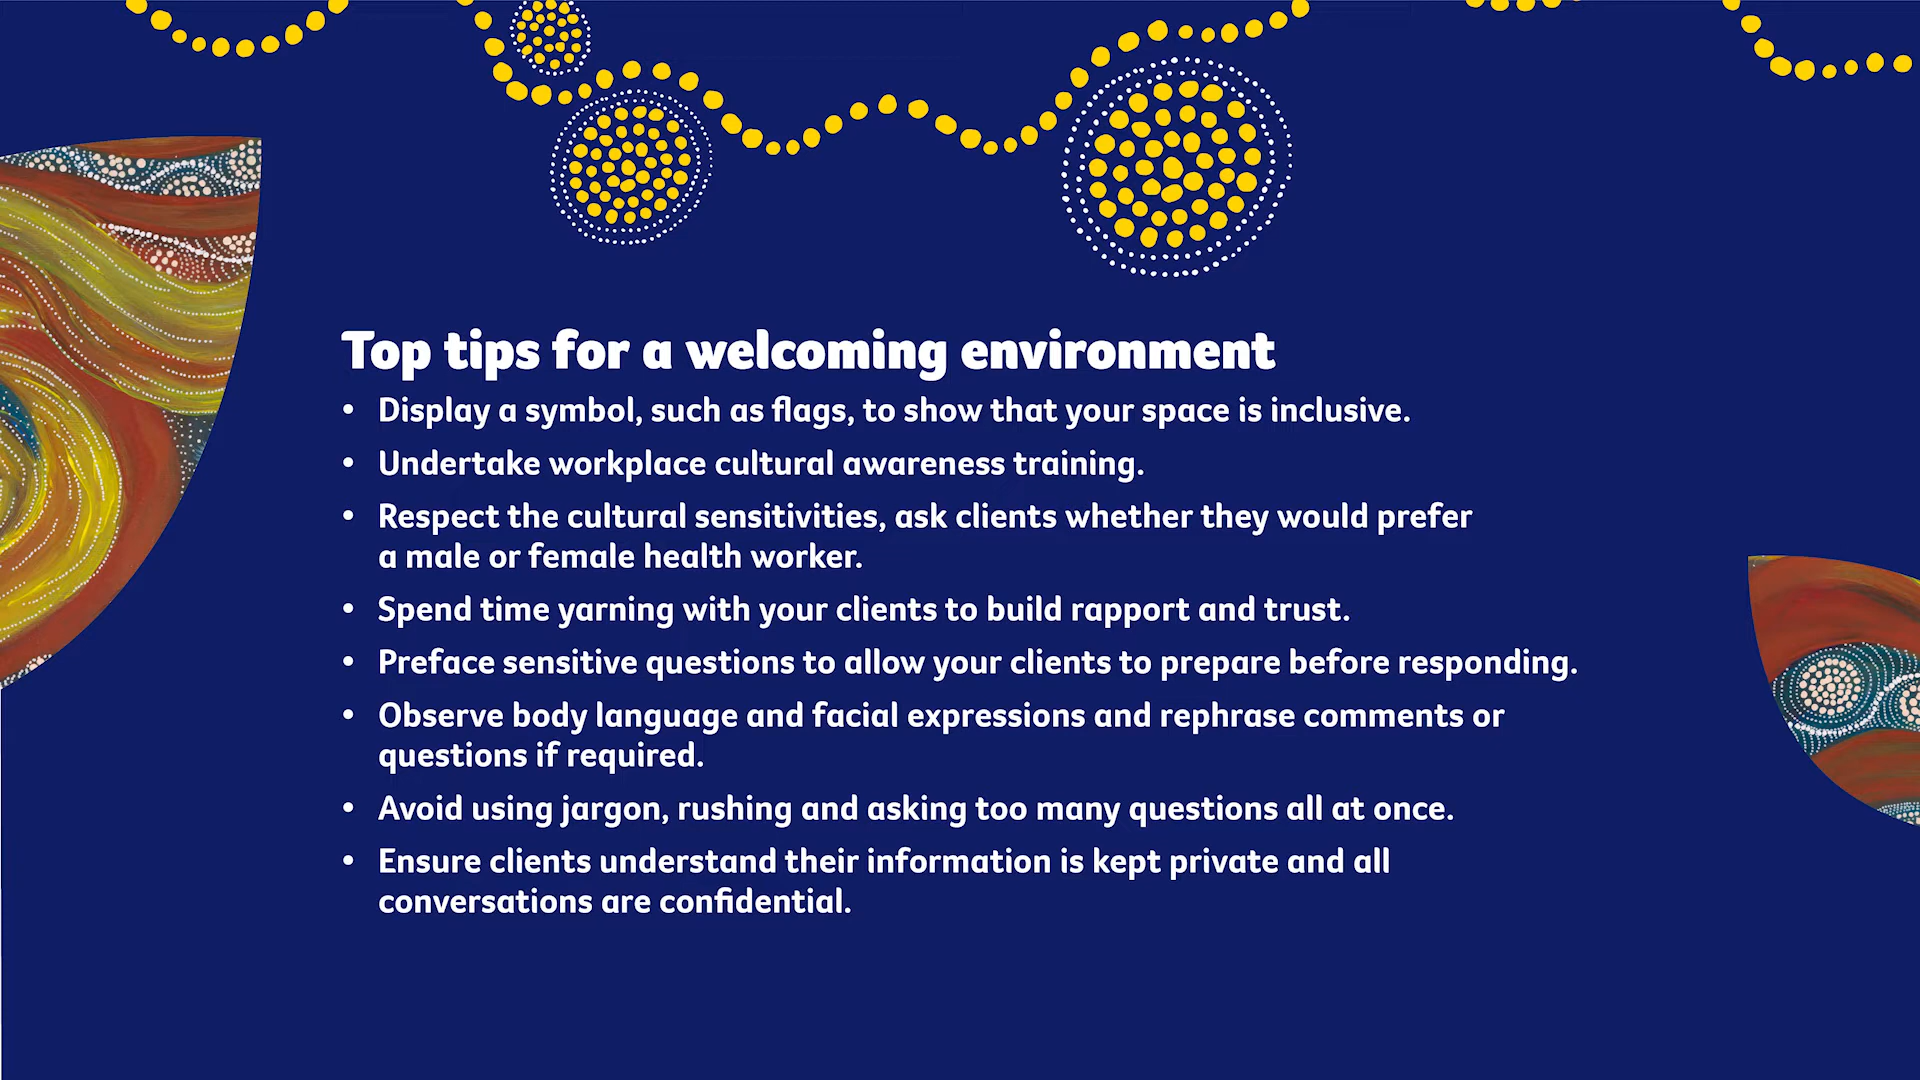 Top tips for a welcoming environment
• Display a symbol, such as flags, to show that your space is inclusive.
• Undertake workplace cultural awareness training.
• Respect the cultural sensitivities, ask clients whether they would prefer
a male or female health worker.
• Spend time yarning with your clients to build rapport and trust.
• Preface sensitive questions to allow your clients to prepare before responding.
• Observe body language and facial expressions and rephrase comments or
questions if required.
• Avoid using jargon, rushing and asking too many questions all at once.
• Ensure clients understand their information is kept private and all
conversations are confidential.